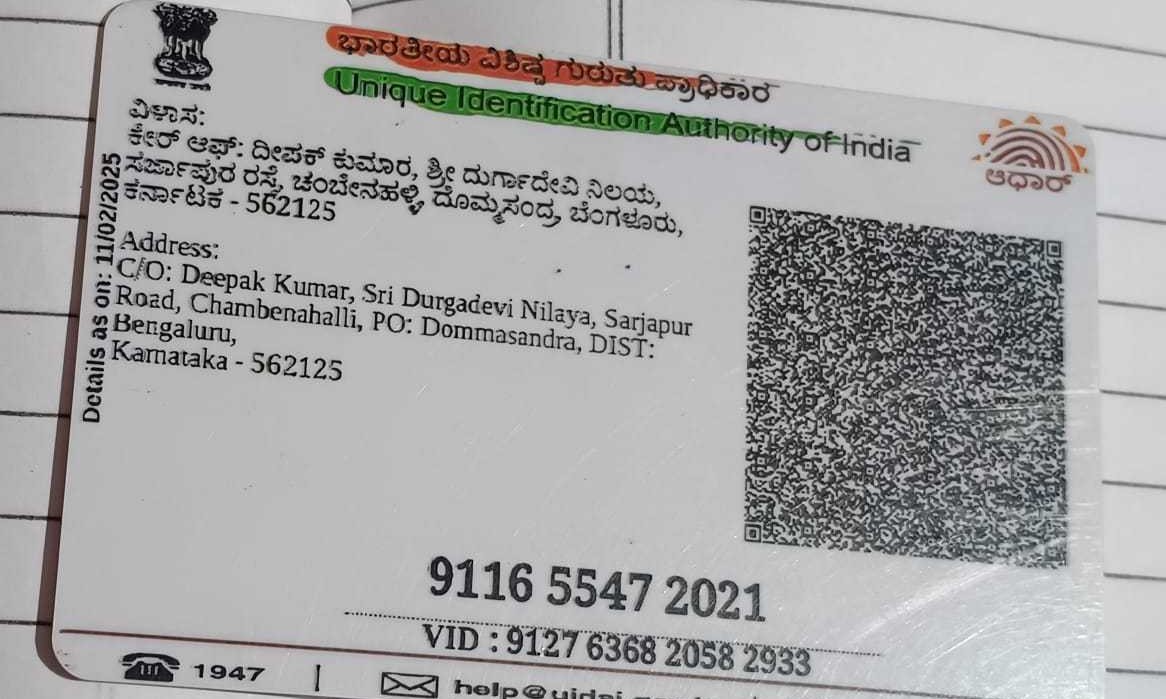 ಭಾರತೀಯ ವಿಶಿಷ್ಟ ಗುರುತು ಪ್ರಾಧಿಕಾರ
Unique Identification Authority of India
ಆಧಾರ್
ವಿಳಾಸ:
ಕೇರ್ ಆಫ್: ದೀಪಕ್ ಕುಮಾರ, ಶ್ರೀ ದುರ್ಗಾದೇವಿ ನಿಲಯ,
ಸರ್ಜಾಪುರ ರಸ್ತೆ, ಚಂಬೇನಹಳ್ಳಿ, ದೊಮ್ಮಸಂದ್ರ, ಬೆಂಗಳೂರು,
ಕರ್ನಾಟಕ - 562125
Address:
C/O: Deepak Kumar, Sri Durgadevi Nilaya, Sarjapur
Road, Chambenahalli, PO: Dommasandra, DIST:
Bengaluru,
Karnataka - 562125
Details as on: 11/02/2025
9116 5547 2021
VID : 9127 6368 2058 2933
1947